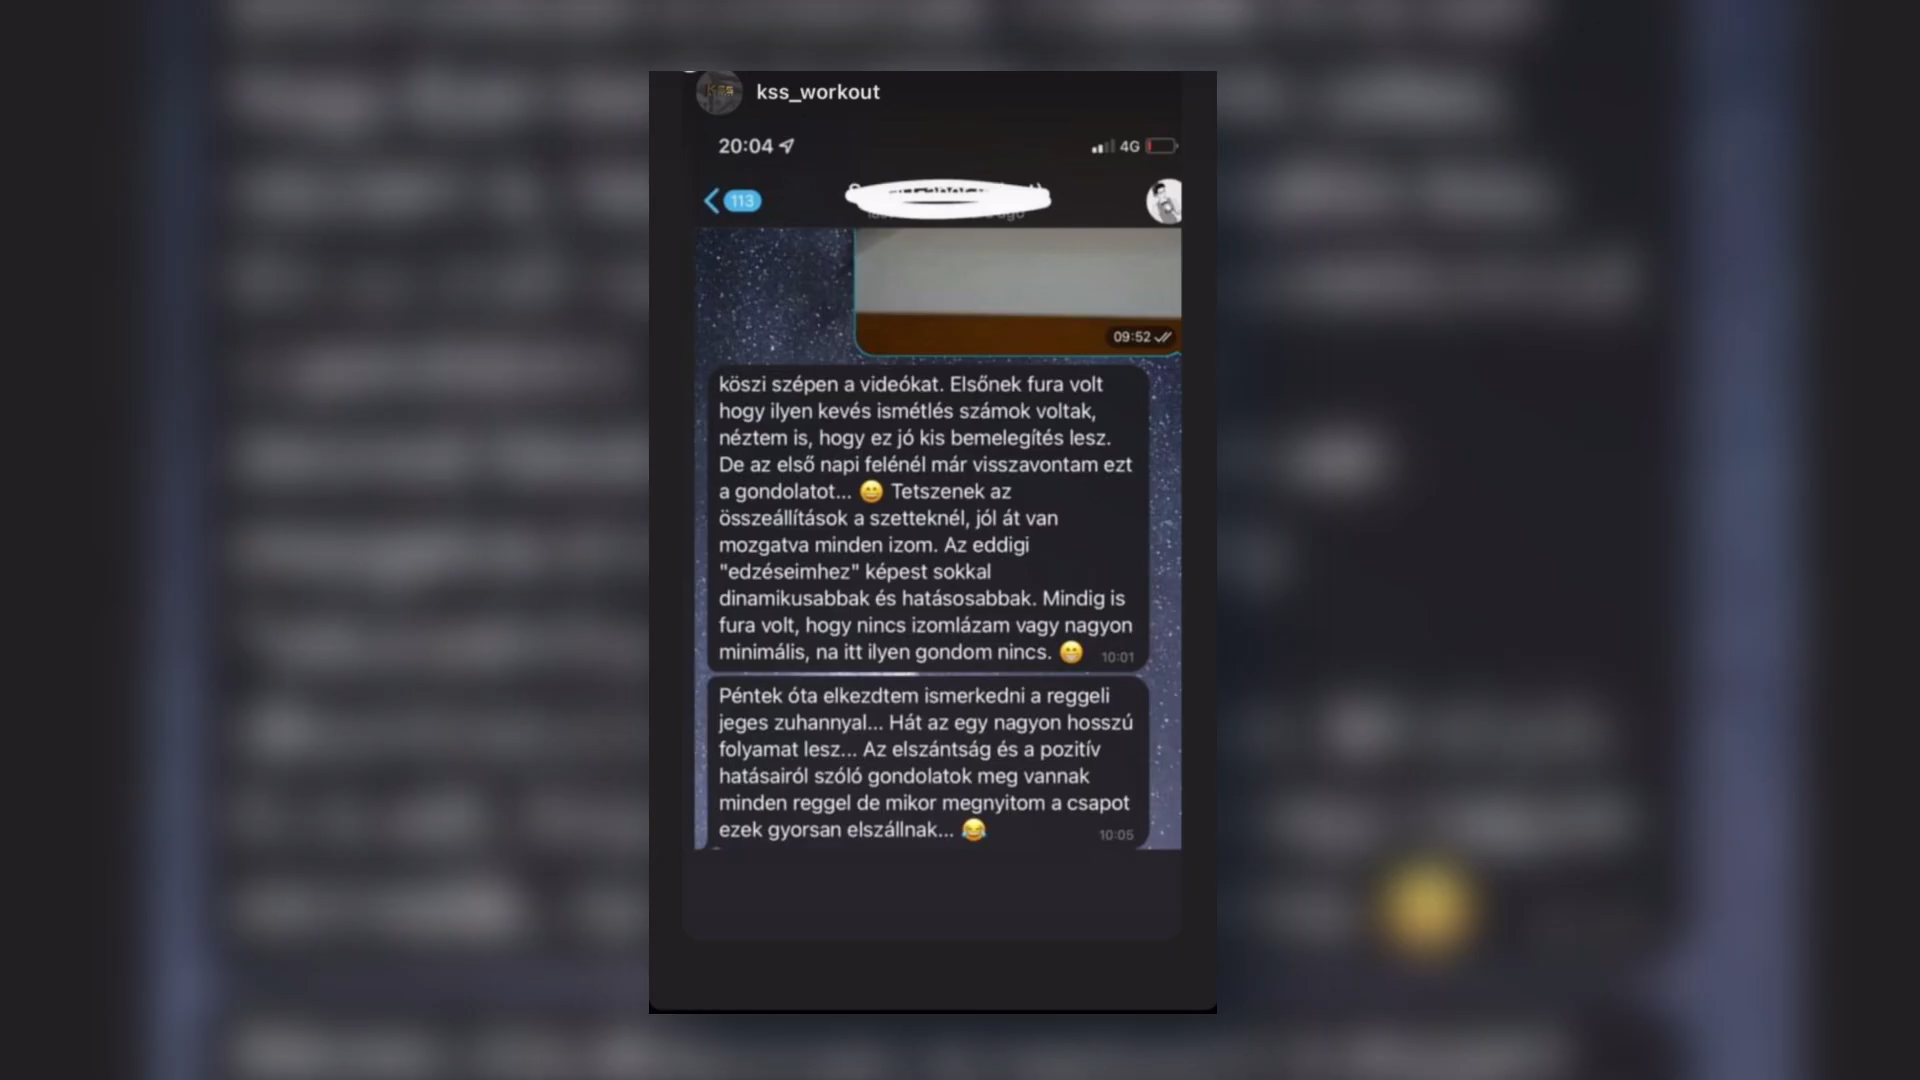 kss_workout
20:04
4G
113
09:52
köszi szépen a videókat. Elsőnek fura volt
hogy ilyen kevés ismétlés számok voltak,
néztem is, hogy ez jó kis bemelegítés lesz.
De az első napi felénél már visszavontam ezt
a gondolatot... 😄 Tetszenek az
összeállítások a szetteknél, jól át van
mozgatva minden izom. Az eddigi
"edzéseimhez" képest sokkal
dinamikusabbak és hatásosabbak. Mindig is
fura volt, hogy nincs izomlázam vagy nagyon
minimális, na itt ilyen gondom nincs. 😁 10:01
Péntek óta elkezdtem ismerkedni a reggeli
jeges zuhannyal... Hát az egy nagyon hosszú
folyamat lesz... Az elszántság és a pozitív
hatásairól szóló gondolatok meg vannak
minden reggel de mikor megnyitom a csapot
ezek gyorsan elszállnak... 😂 10:05